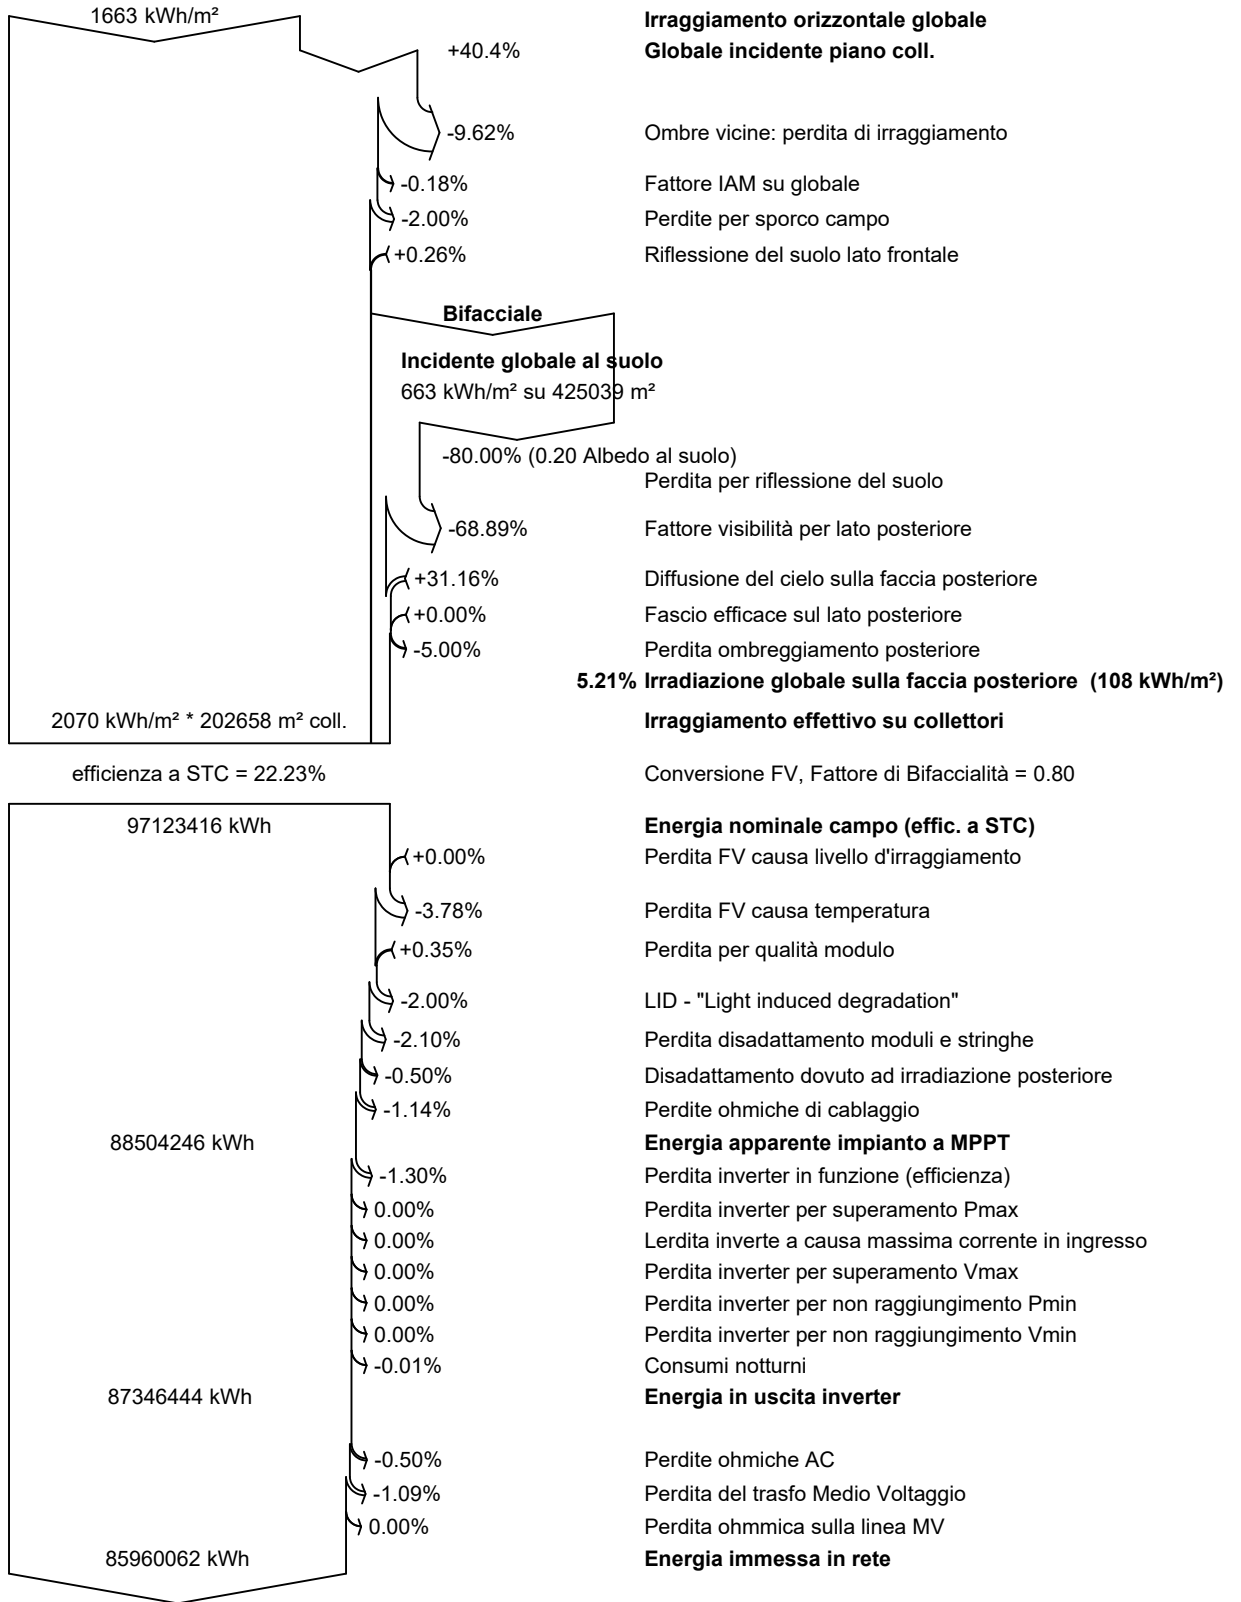 1663 kWh/m² Irraggiamento orizzontale globale
+40.4% Globale incidente piano coll.
-9.62% Ombre vicine: perdita di irraggiamento
-0.18% Fattore IAM su globale
-2.00% Perdite per sporco campo
+0.26% Riflessione del suolo lato frontale
Bifacciale
Incidente globale al suolo
663 kWh/m² su 425039 m²
-80.00% (0.20 Albedo al suolo)
Perdita per riflessione del suolo
-68.89% Fattore visibilità per lato posteriore
+31.16% Diffusione del cielo sulla faccia posteriore
+0.00% Fascio efficace sul lato posteriore
-5.00% Perdita ombreggiamento posteriore
5.21% Irradiazione globale sulla faccia posteriore (108 kWh/m²)
2070 kWh/m² * 202658 m² coll. Irraggiamento effettivo su collettori
efficienza a STC = 22.23% Conversione FV, Fattore di Bifaccialità = 0.80
97123416 kWh Energia nominale campo (effic. a STC)
+0.00% Perdita FV causa livello d'irraggiamento
-3.78% Perdita FV causa temperatura
+0.35% Perdita per qualità modulo
-2.00% LID - "Light induced degradation"
-2.10% Perdita disadattamento moduli e stringhe
-0.50% Disadattamento dovuto ad irradiazione posteriore
-1.14% Perdite ohmiche di cablaggio
88504246 kWh Energia apparente impianto a MPPT
-1.30% Perdita inverter in funzione (efficienza)
0.00% Perdita inverter per superamento Pmax
0.00% Lerdita inverte a causa massima corrente in ingresso
0.00% Perdita inverter per superamento Vmax
0.00% Perdita inverter per non raggiungimento Pmin
0.00% Perdita inverter per non raggiungimento Vmin
-0.01% Consumi notturni
87346444 kWh Energia in uscita inverter
-0.50% Perdite ohmiche AC
-1.09% Perdita del trasfo Medio Voltaggio
0.00% Perdita ohmmica sulla linea MV
85960062 kWh Energia immessa in rete